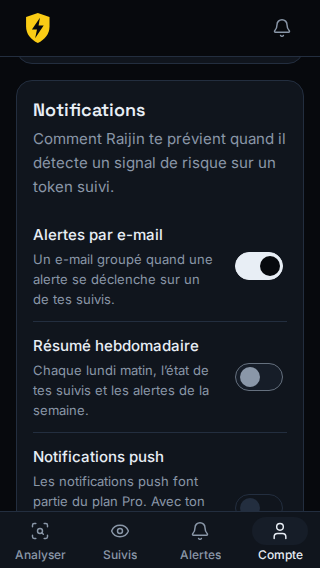 Notifications
Comment Raijin te prévient quand il
détecte un signal de risque sur un
token suivi.
Alertes par e-mail
Un e-mail groupé quand une
alerte se déclenche sur un
de tes suivis.
Résumé hebdomadaire
Chaque lundi matin, l’état de
tes suivis et les alertes de la
semaine.
Notifications push
Les notifications push font
partie du plan Pro. Avec ton
Analyser
Suivis
Alertes
Compte